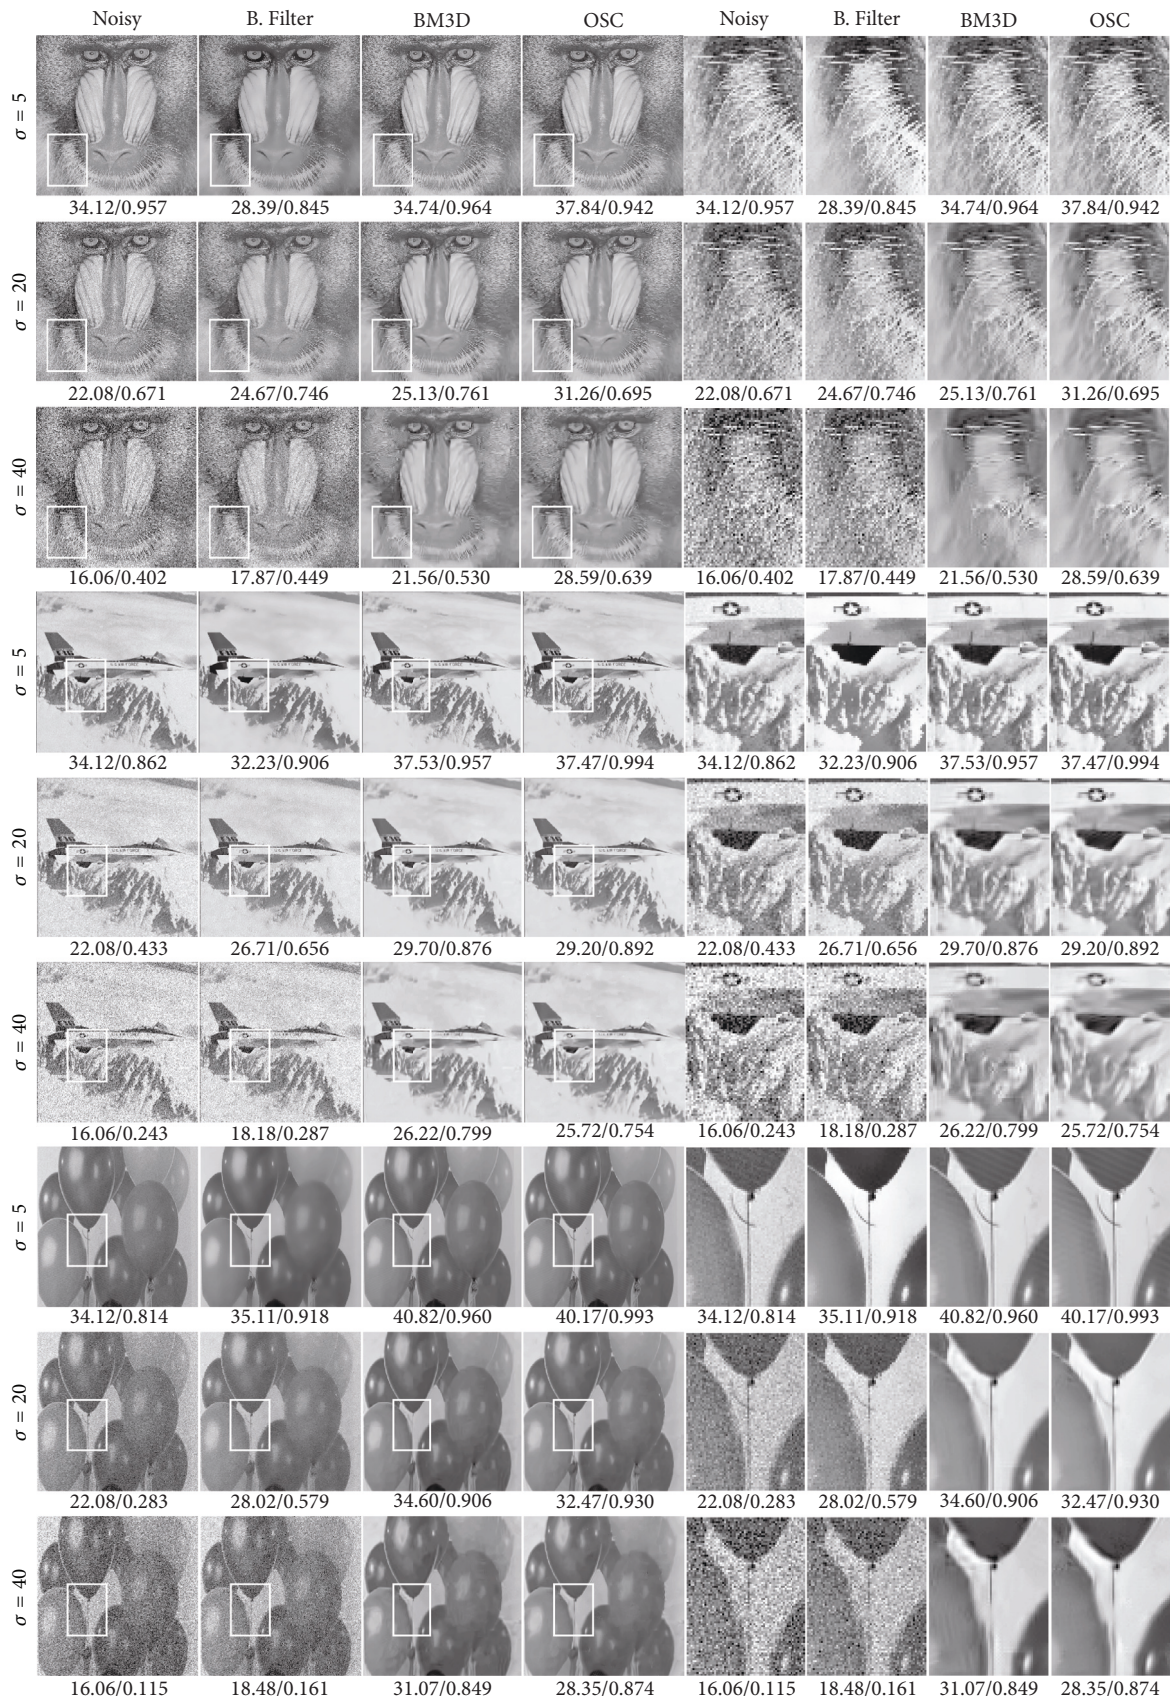 Noisy B. Filter BM3D OSC Noisy B. Filter BM3D OSC
σ = 5
34.12/0.957 28.39/0.845 34.74/0.964 37.84/0.942 34.12/0.957 28.39/0.845 34.74/0.964 37.84/0.942
σ = 20
22.08/0.671 24.67/0.746 25.13/0.761 31.26/0.695 22.08/0.671 24.67/0.746 25.13/0.761 31.26/0.695
σ = 40
16.06/0.402 17.87/0.449 21.56/0.530 28.59/0.639 16.06/0.402 17.87/0.449 21.56/0.530 28.59/0.639
σ = 5
34.12/0.862 32.23/0.906 37.53/0.957 37.47/0.994 34.12/0.862 32.23/0.906 37.53/0.957 37.47/0.994
σ = 20
22.08/0.433 26.71/0.656 29.70/0.876 29.20/0.892 22.08/0.433 26.71/0.656 29.70/0.876 29.20/0.892
σ = 40
16.06/0.243 18.18/0.287 26.22/0.799 25.72/0.754 16.06/0.243 18.18/0.287 26.22/0.799 25.72/0.754
σ = 5
34.12/0.814 35.11/0.918 40.82/0.960 40.17/0.993 34.12/0.814 35.11/0.918 40.82/0.960 40.17/0.993
σ = 20
22.08/0.283 28.02/0.579 34.60/0.906 32.47/0.930 22.08/0.283 28.02/0.579 34.60/0.906 32.47/0.930
σ = 40
16.06/0.115 18.48/0.161 31.07/0.849 28.35/0.874 16.06/0.115 18.48/0.161 31.07/0.849 28.35/0.874